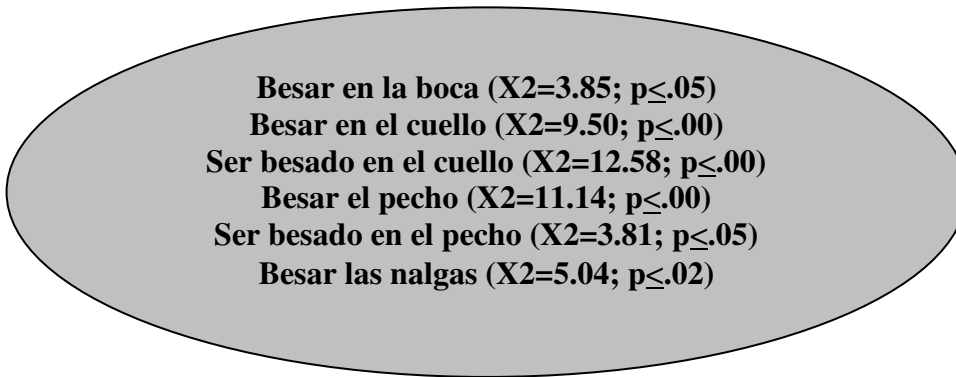 Besar en la boca (X2=3.85; p≤.05)
Besar en el cuello (X2=9.50; p≤.00)
Ser besado en el cuello (X2=12.58; p≤.00)
Besar el pecho (X2=11.14; p≤.00)
Ser besado en el pecho (X2=3.81; p≤.05)
Besar las nalgas (X2=5.04; p≤.02)